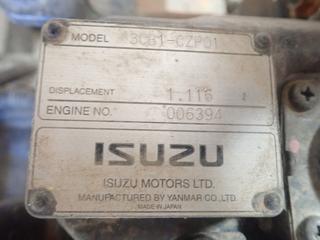 MODEL 3CB1-CZP01
DISPLACEMENT 1.116 ℓ
ENGINE NO. 006394
ISUZU
ISUZU MOTORS LTD.
MANUFACTURED BY YANMAR CO.,LTD.
MADE IN JAPAN